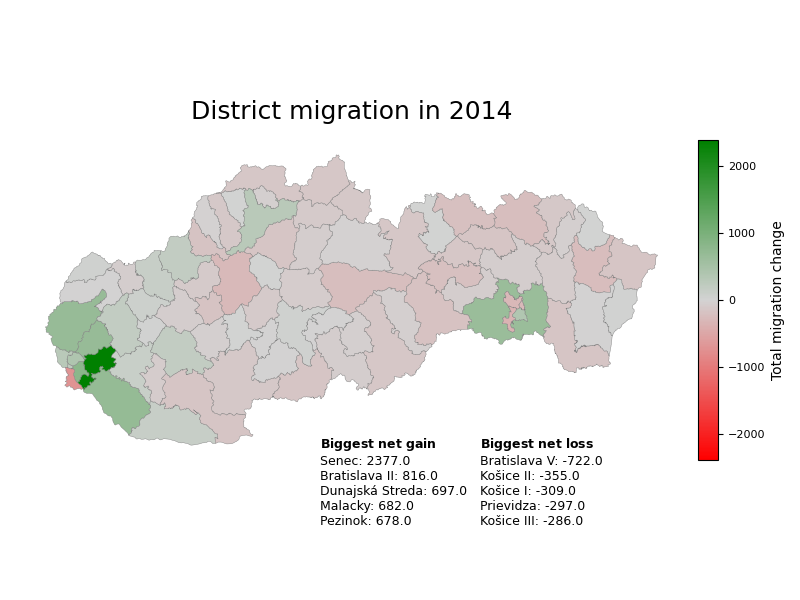 District migration in 2014
2000
1000
0
−1000
−2000
Total migration change
Biggest net gain
Senec: 2377.0
Bratislava II: 816.0
Dunajská Streda: 697.0
Malacky: 682.0
Pezinok: 678.0
Biggest net loss
Bratislava V: -722.0
Košice II: -355.0
Košice I: -309.0
Prievidza: -297.0
Košice III: -286.0